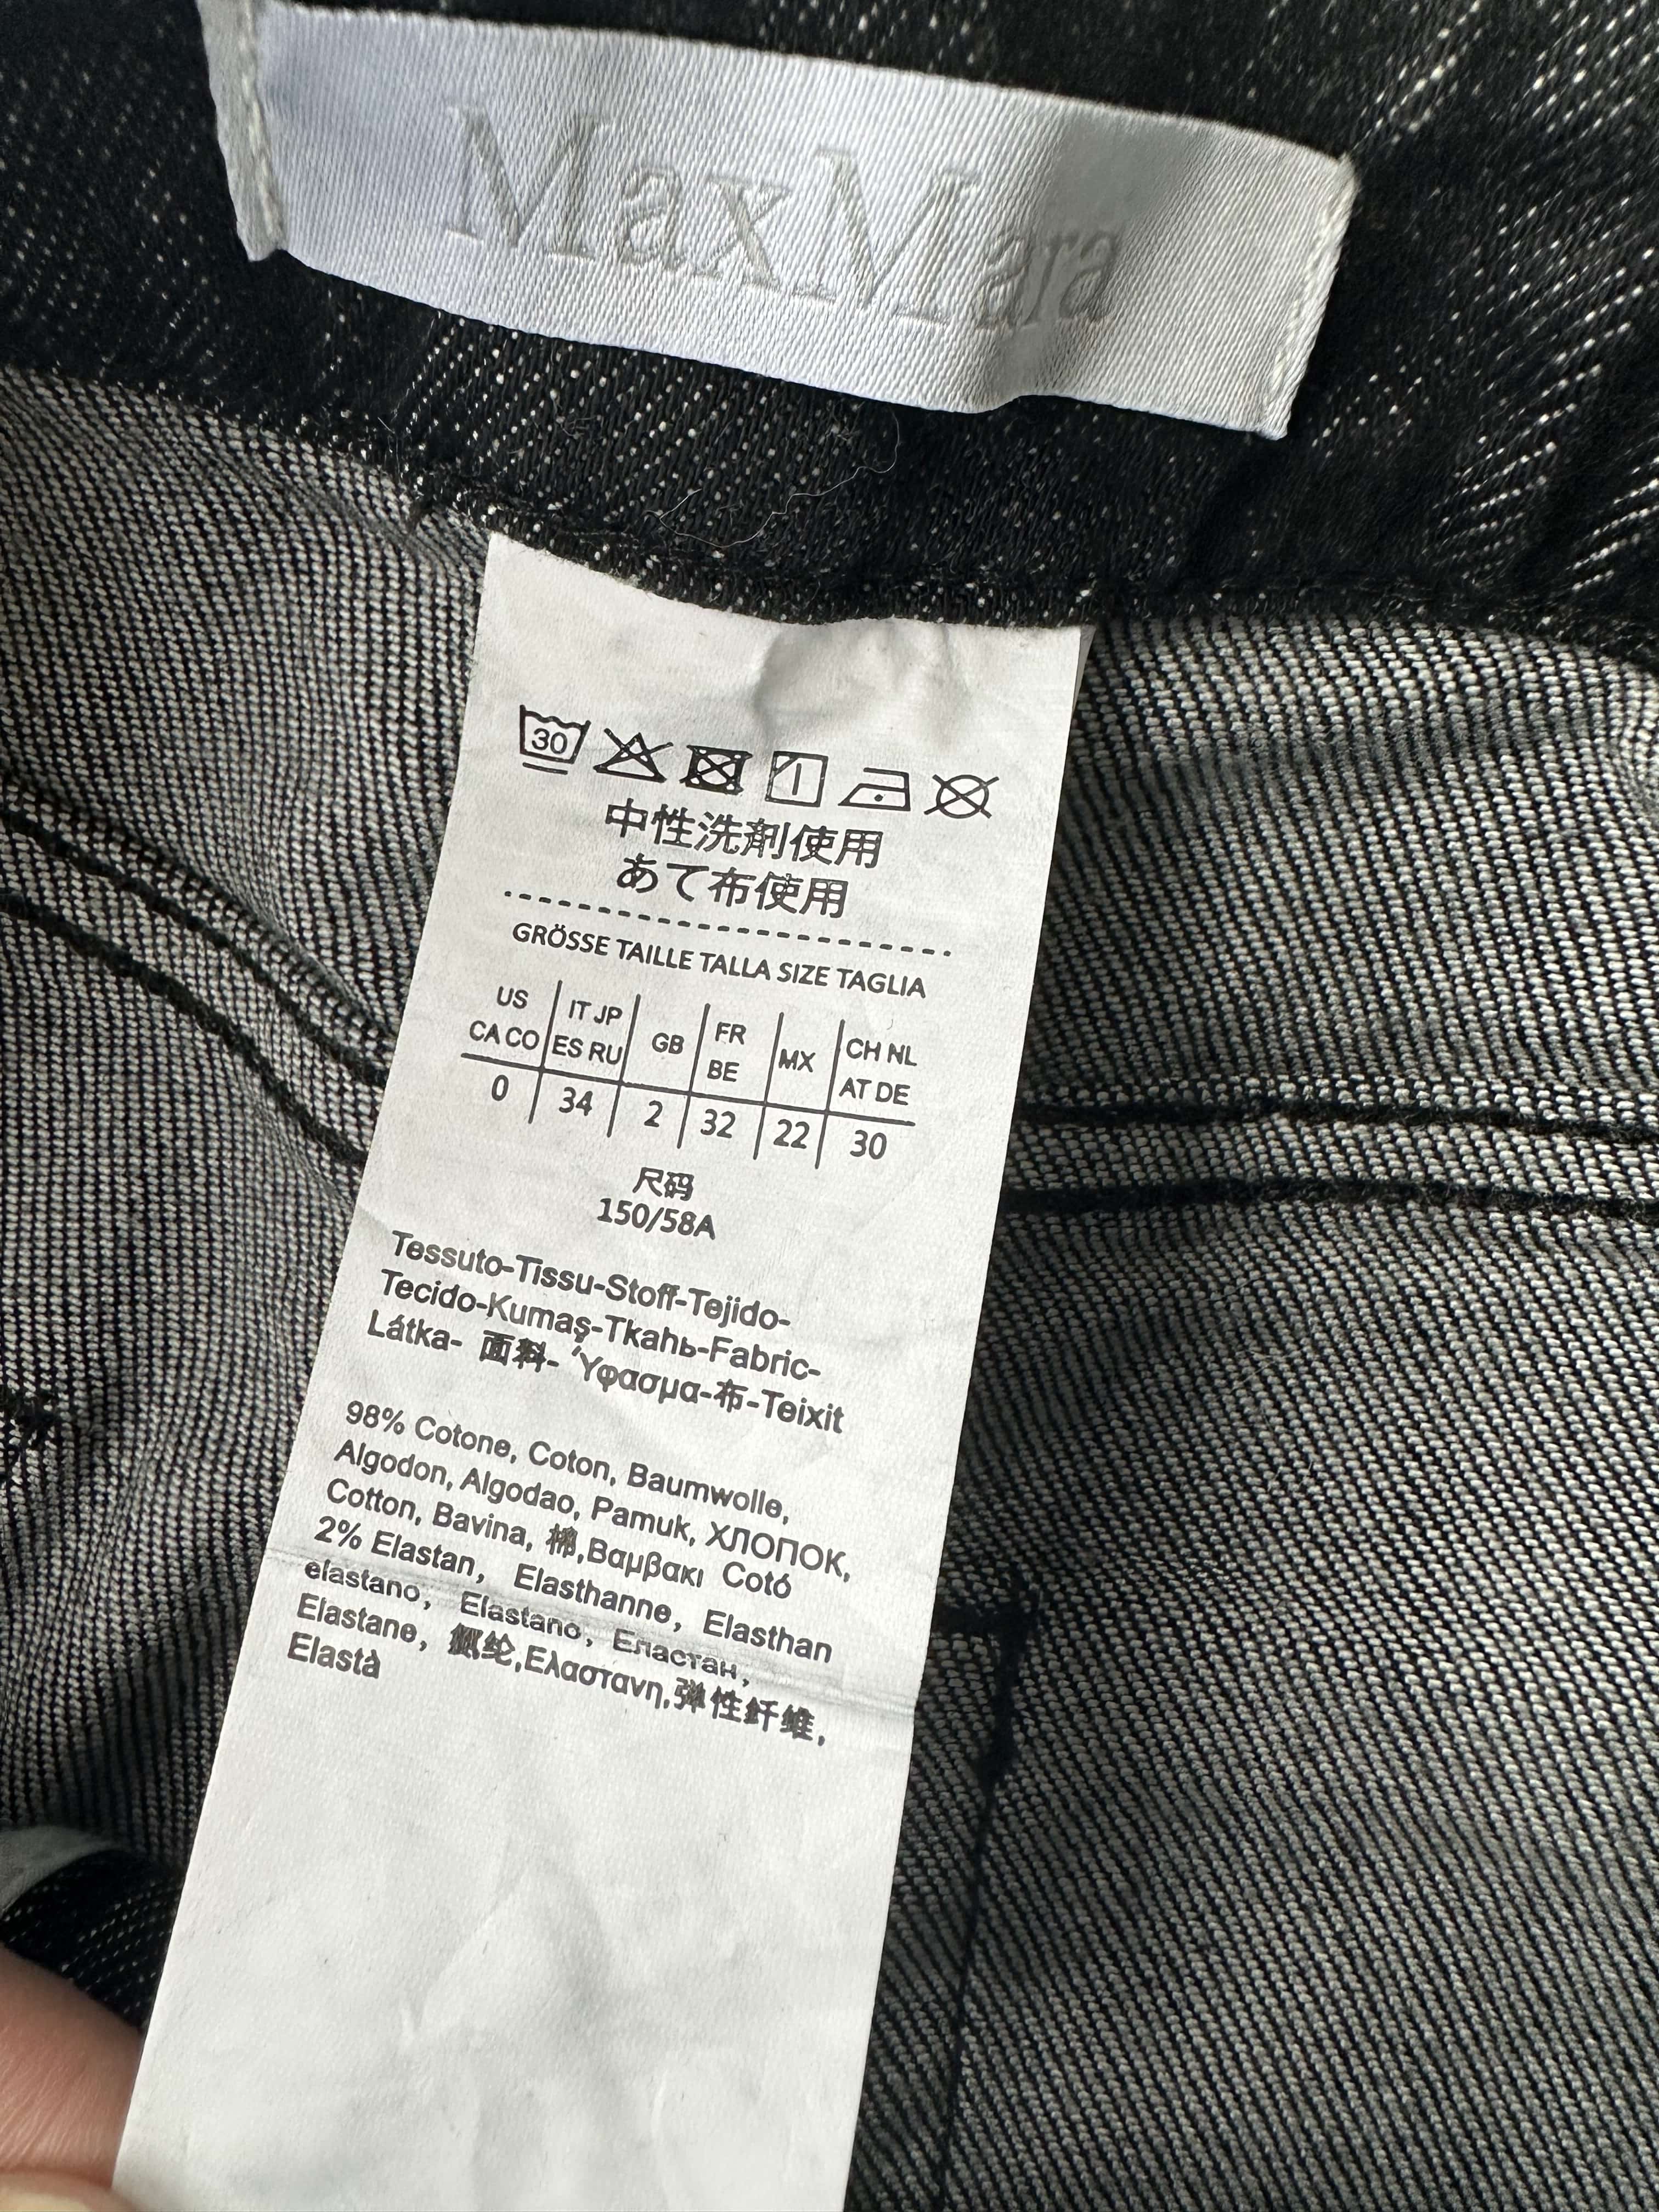 MaxMara
30
中性洗剤使用
あて布使用
GRÖSSE TAILLE TALLA SIZE TAGLIA
US CA CO | IT JP ES RU | GB | FR BE | MX | CH NL AT DE
0 | 34 | 2 | 32 | 22 | 30
尺码
150/58A
Tessuto-Tissu-Stoff-Tejido-
Tecido-Kumaş-Tkahь-Fabric-
Látka- 面料- Ύφασμα-布-Teixit
98% Cotone, Coton, Baumwolle,
Algodon, Algodao, Pamuk, ХЛОПОК,
Cotton, Bavina, 棉,Βαμβακι Cotó
2% Elastan, Elasthanne, Elasthan
elastano, Elastano, Еластан,
Elastane, 氨纶,Ελαστανη,弹性纤维,
Elastà